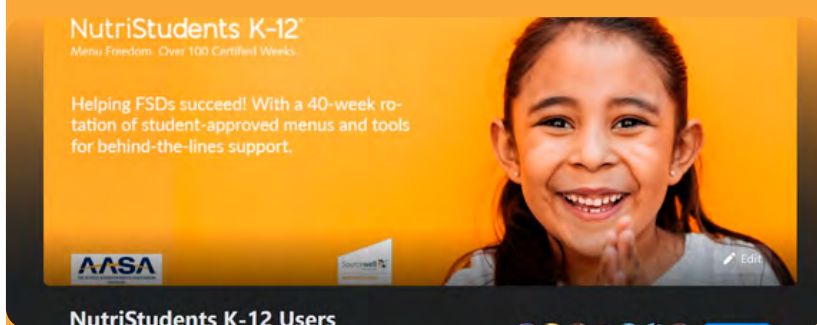 NutriStudents K-12
Menu Freedom. Over 100 Certified Weeks.
Helping FSDs succeed! With a 40-week ro-
tation of student-approved menus and tools
for behind-the-lines support.
AASA
Sourcewell
Edit
NutriStudents K-12 Users